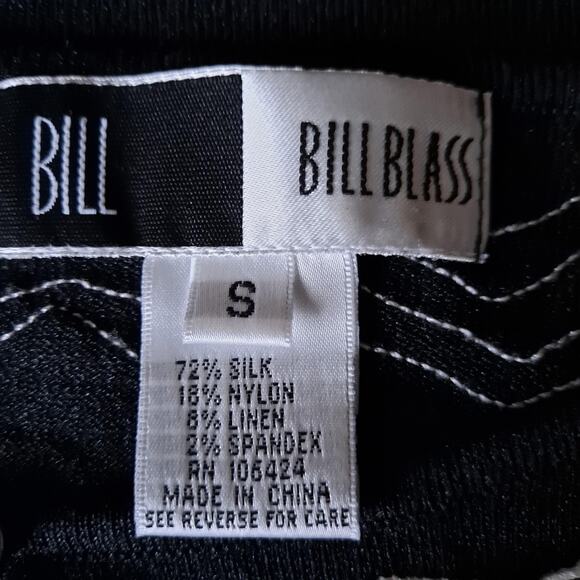 BILL
BILL BLASS
S
72% SILK
18% NYLON
8% LINEN
2% SPANDEX
RN 106424
MADE IN CHINA
SEE REVERSE FOR CARE